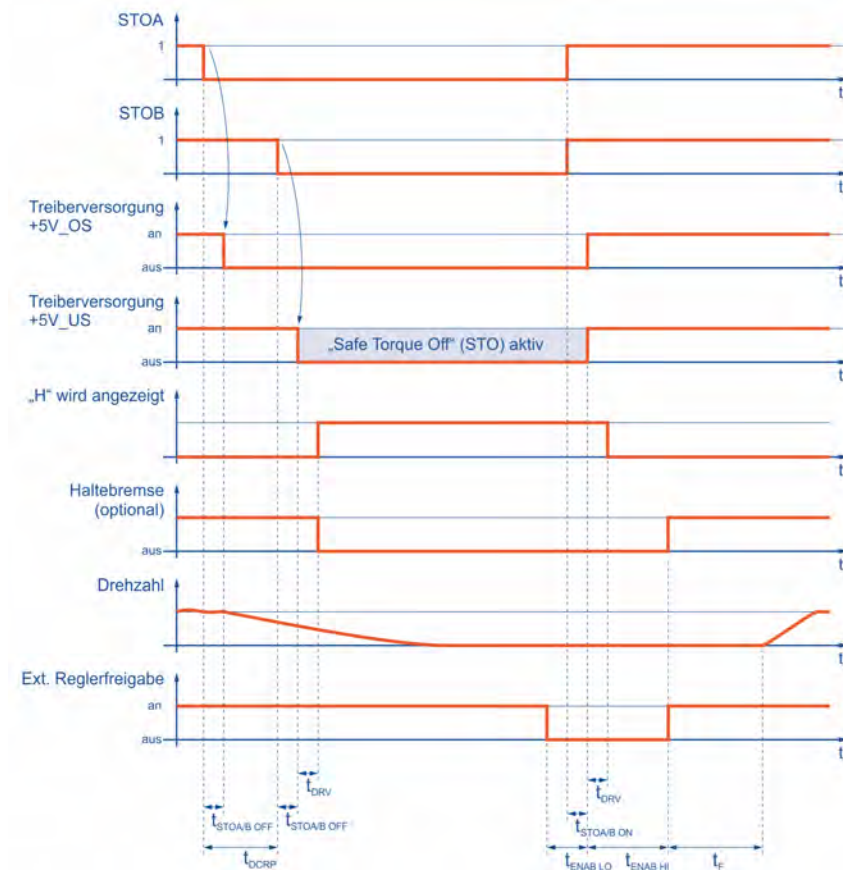 STOA
1
t
STOB
1
t
Treiberversorgung
+5V_OS
an
aus
t
Treiberversorgung
+5V_US
an
„Safe Torque Off“ (STO) aktiv
aus
t
„H“ wird angezeigt
t
Haltebremse
(optional)
aus
t
Drehzahl
t
Ext. Reglerfreigabe
an
aus
t
tDRV
tDRV
tSTOA/B OFF
tSTOA/B OFF
tSTOA/B ON
tDCRP
tENAB LO
tENAB HI
tF